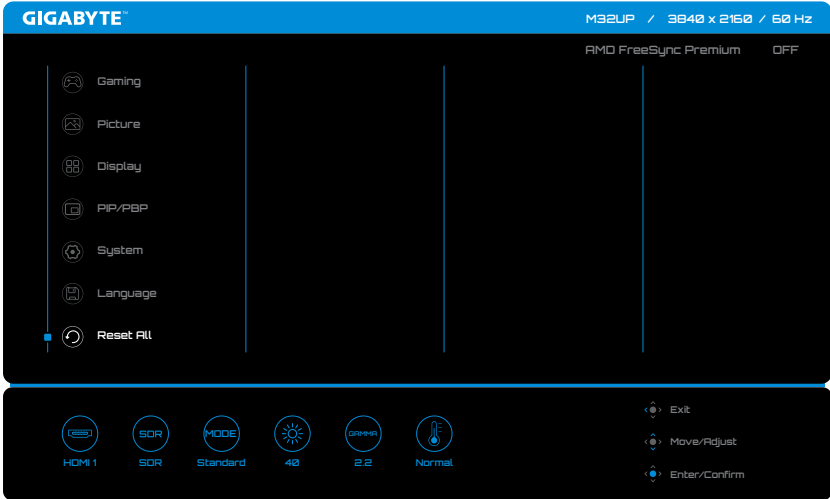 GIGABYTE™
M32UP / 3840 x 2160 / 60 Hz
AMD FreeSync Premium OFF
Gaming
Picture
Display
PIP/PBP
System
Language
Reset All
SDR MODE GAMMA
HDMI 1 SDR Standard 40 2.2 Normal
Exit
Move/Adjust
Enter/Confirm